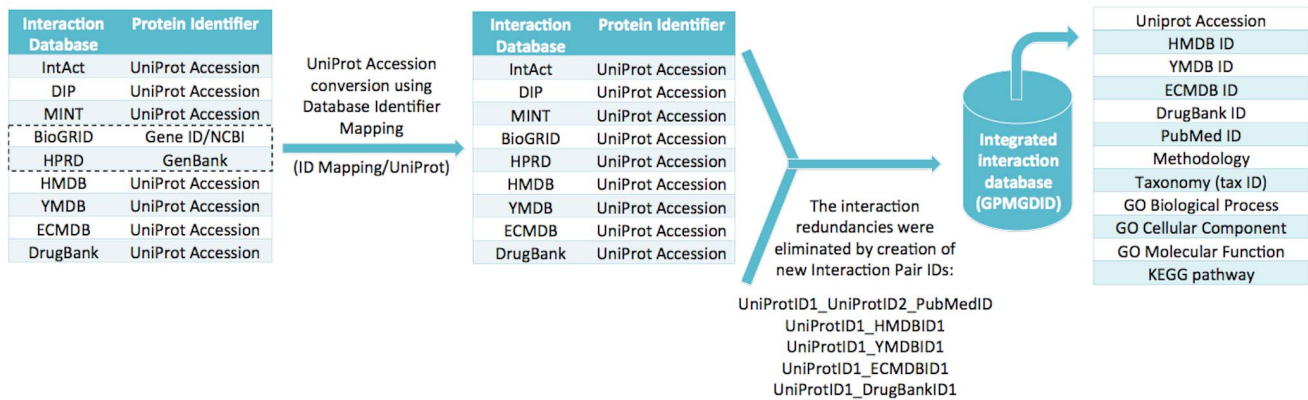 Interaction Database Protein Identifier
IntAct UniProt Accession
DIP UniProt Accession
MINT UniProt Accession
BioGRID Gene ID/NCBI
HPRD GenBank
HMDB UniProt Accession
YMDB UniProt Accession
ECMDB UniProt Accession
DrugBank UniProt Accession
UniProt Accession
conversion using
Database Identifier
Mapping
(ID Mapping/UniProt)
Interaction Database Protein Identifier
IntAct UniProt Accession
DIP UniProt Accession
MINT UniProt Accession
BioGRID UniProt Accession
HPRD UniProt Accession
HMDB UniProt Accession
YMDB UniProt Accession
ECMDB UniProt Accession
DrugBank UniProt Accession
The interaction
redundancies were
eliminated by creation of
new Interaction Pair IDs:
UniProtID1_UniProtID2_PubMedID
UniProtID1_HMDBID1
UniProtID1_YMDBID1
UniProtID1_ECMDBID1
UniProtID1_DrugBankID1
Integrated
interaction
database
(GPMGDID)
Uniprot Accession
HMDB ID
YMDB ID
ECMDB ID
DrugBank ID
PubMed ID
Methodology
Taxonomy (tax ID)
GO Biological Process
GO Cellular Component
GO Molecular Function
KEGG pathway